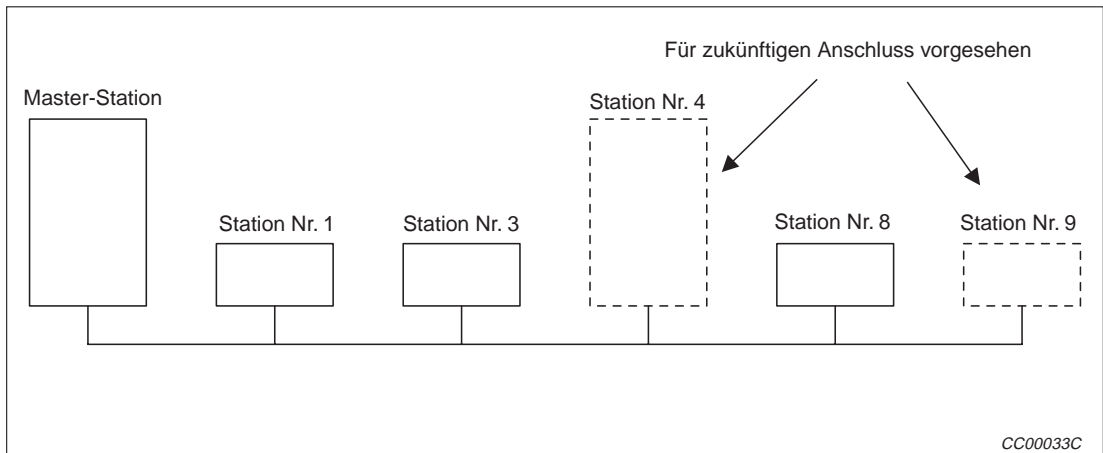 Für zukünftigen Anschluss vorgesehen
Master-Station
Station Nr. 4
Station Nr. 1
Station Nr. 3
Station Nr. 8
Station Nr. 9
CC00033C